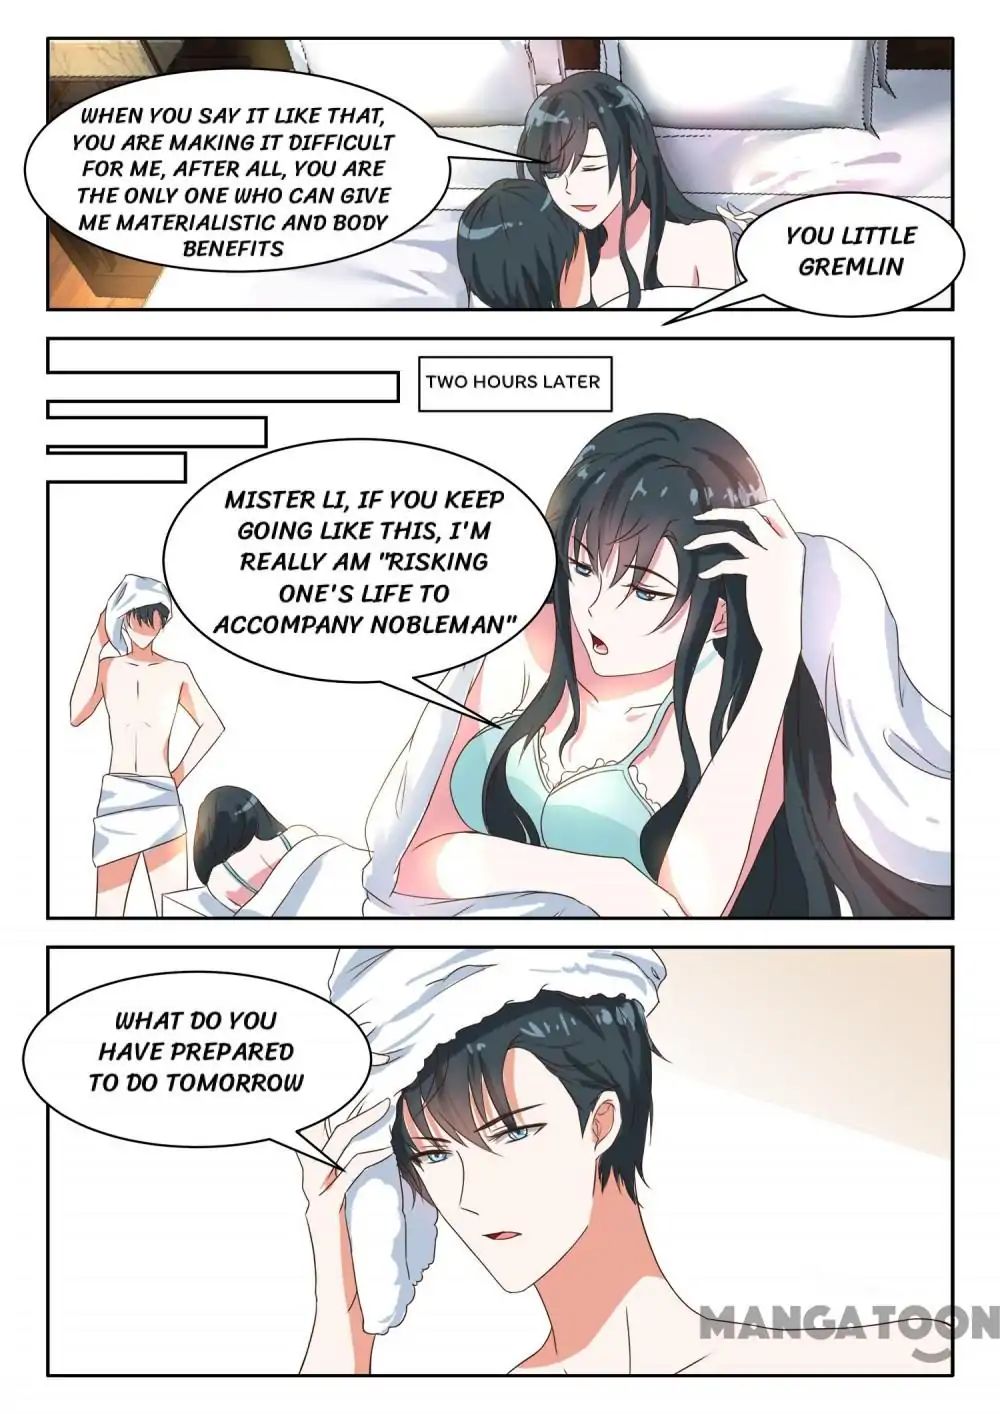 WHEN YOU SAY IT LIKE THAT,
YOU ARE MAKING IT DIFFICULT
FOR ME, AFTER ALL, YOU ARE
THE ONLY ONE WHO CAN GIVE
ME MATERIALISTIC AND BODY
BENEFITS
YOU LITTLE
GREMLIN
TWO HOURS LATER
MISTER LI, IF YOU KEEP
GOING LIKE THIS, I'M
REALLY AM "RISKING
ONE'S LIFE TO
ACCOMPANY NOBLEMAN"
WHAT DO YOU
HAVE PREPARED
TO DO TOMORROW
MANGATOON